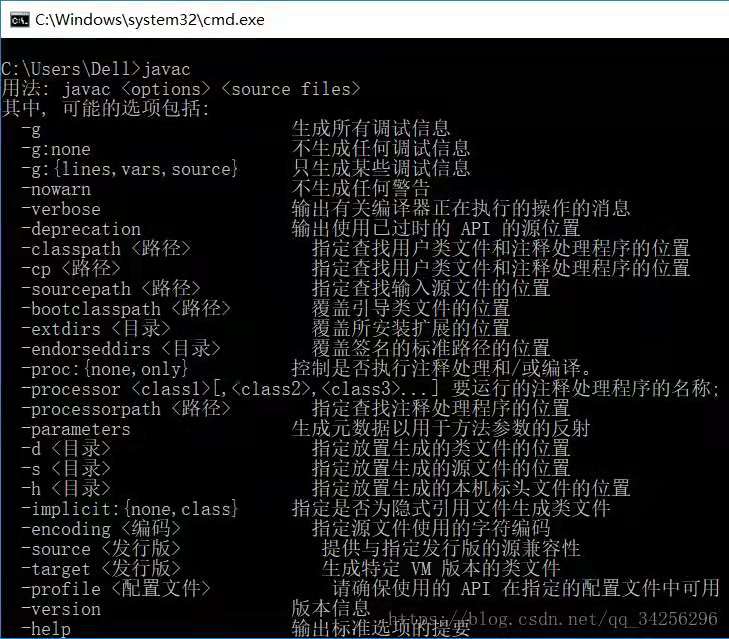 C:\Windows\system32\cmd.exe
C:\Users\Dell>javac
用法: javac <options> <source files>
其中, 可能的选项包括:
-g 生成所有调试信息
-g:none 不生成任何调试信息
-g:{lines,vars,source} 只生成某些调试信息
-nowarn 不生成任何警告
-verbose 输出有关编译器正在执行的操作的消息
-deprecation 输出使用已过时的 API 的源位置
-classpath <路径> 指定查找用户类文件和注释处理程序的位置
-cp <路径> 指定查找用户类文件和注释处理程序的位置
-sourcepath <路径> 指定查找输入源文件的位置
-bootclasspath <路径> 覆盖引导类文件的位置
-extdirs <目录> 覆盖所安装扩展的位置
-endorseddirs <目录> 覆盖签名的标准路径的位置
-proc:{none,only} 控制是否执行注释处理和/或编译。
-processor <class1>[,<class2>,<class3>...] 要运行的注释处理程序的名称;
-processorpath <路径> 指定查找注释处理程序的位置
-parameters 生成元数据以用于方法参数的反射
-d <目录> 指定放置生成的类文件的位置
-s <目录> 指定放置生成的源文件的位置
-h <目录> 指定放置生成的本机标头文件的位置
-implicit:{none,class} 指定是否为隐式引用文件生成类文件
-encoding <编码> 指定源文件使用的字符编码
-source <发行版> 提供与指定发行版的源兼容性
-target <发行版> 生成特定 VM 版本的类文件
-profile <配置文件> 请确保使用的 API 在指定的配置文件中可用
-version 版本信息
https://blog.csdn.net/qq_34256296
-help 输出标准选项的提要